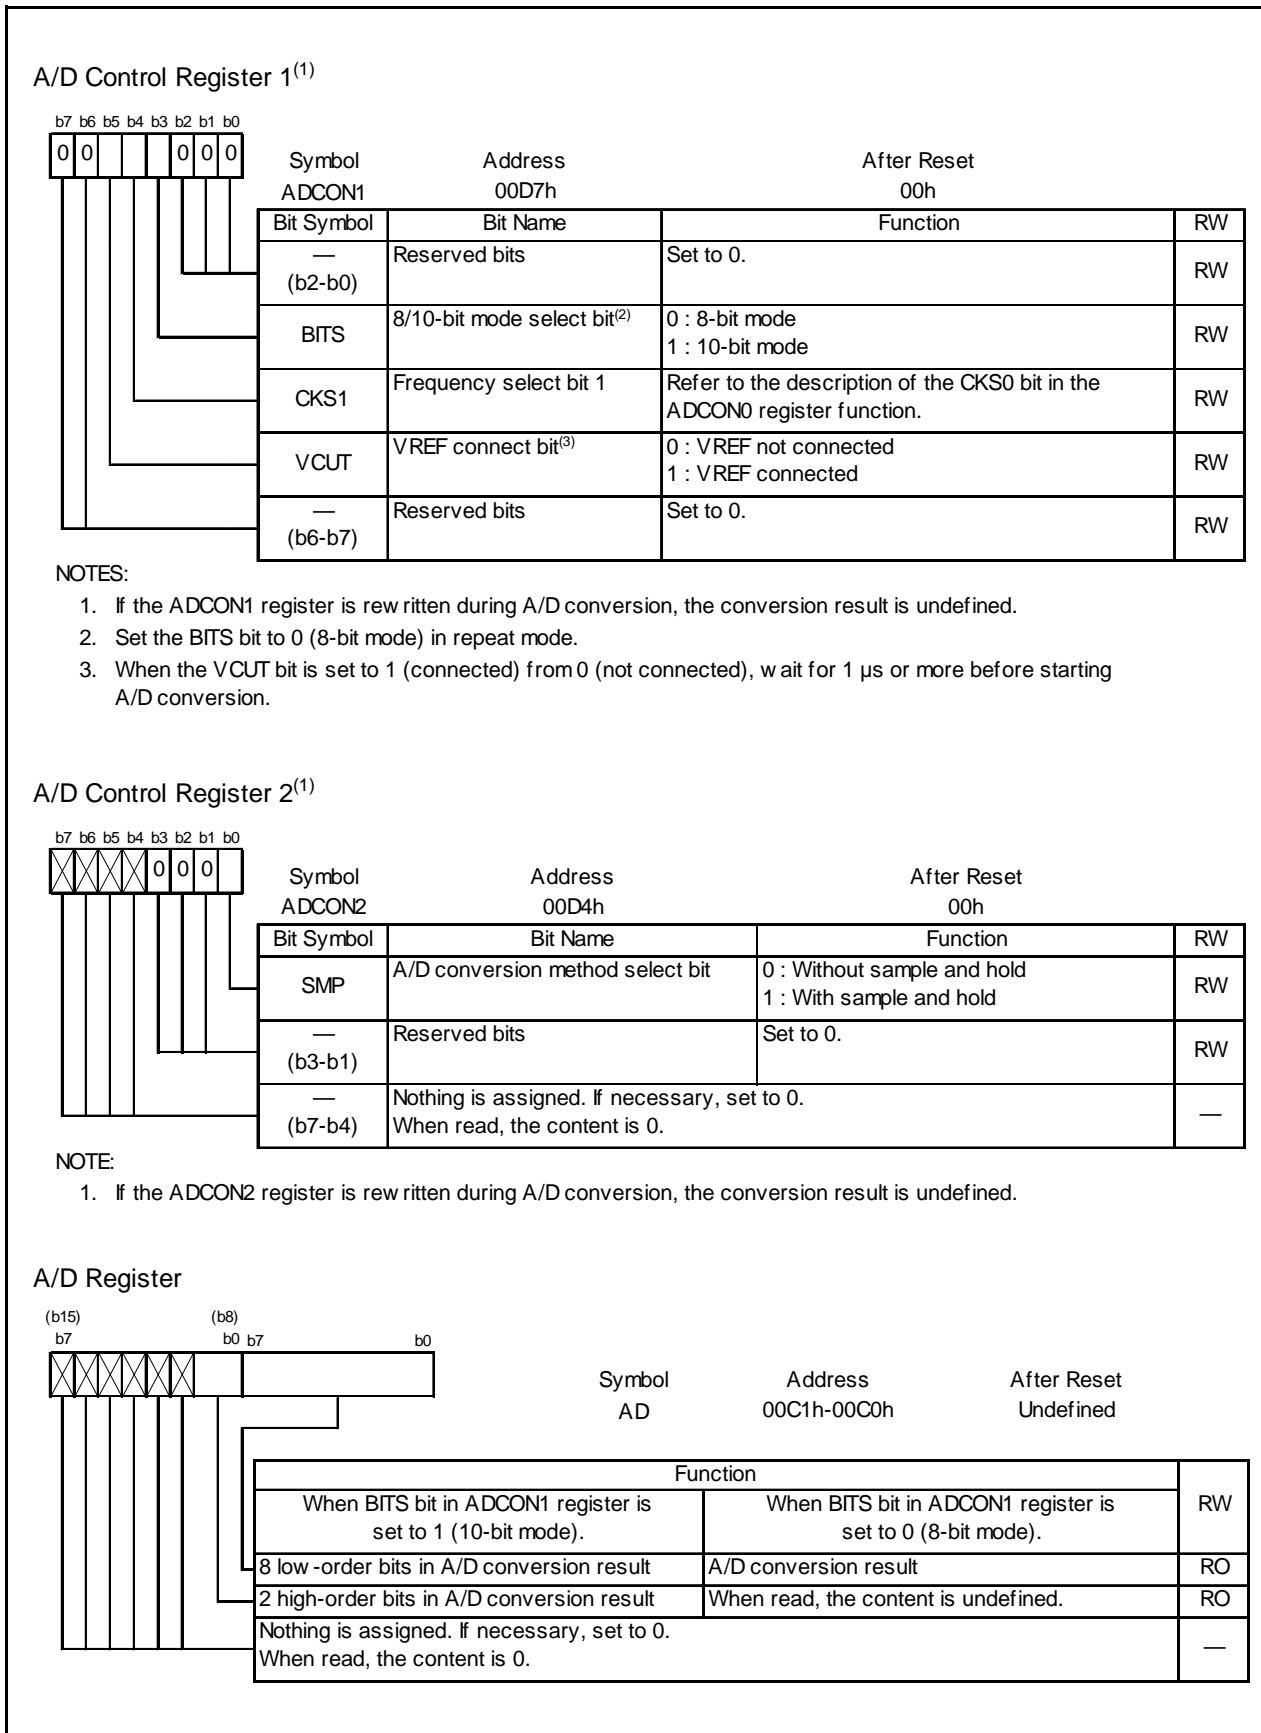 A/D Control Register 1(1)
b7 b6 b5 b4 b3 b2 b1 b0
0 0 0 0 0
Symbol Address After Reset
ADCON1 00D7h 00h
Bit Symbol Bit Name Function RW
— (b2-b0) Reserved bits Set to 0. RW
BITS 8/10-bit mode select bit(2) 0 : 8-bit mode
1 : 10-bit mode RW
CKS1 Frequency select bit 1 Refer to the description of the CKS0 bit in the
ADCON0 register function. RW
VCUT VREF connect bit(3) 0 : VREF not connected
1 : VREF connected RW
— (b6-b7) Reserved bits Set to 0. RW
NOTES:
1. If the ADCON1 register is rewritten during A/D conversion, the conversion result is undefined.
2. Set the BITS bit to 0 (8-bit mode) in repeat mode.
3. When the VCUT bit is set to 1 (connected) from 0 (not connected), wait for 1 µs or more before starting
A/D conversion.
A/D Control Register 2(1)
b7 b6 b5 b4 b3 b2 b1 b0
0 0 0
Symbol Address After Reset
ADCON2 00D4h 00h
Bit Symbol Bit Name Function RW
SMP A/D conversion method select bit 0 : Without sample and hold
1 : With sample and hold RW
— (b3-b1) Reserved bits Set to 0. RW
— (b7-b4) Nothing is assigned. If necessary, set to 0.
When read, the content is 0. —
NOTE:
1. If the ADCON2 register is rewritten during A/D conversion, the conversion result is undefined.
A/D Register
(b15) (b8)
b7 b0 b7 b0
Symbol Address After Reset
AD 00C1h-00C0h Undefined
Function RW
When BITS bit in ADCON1 register is
set to 1 (10-bit mode).
When BITS bit in ADCON1 register is
set to 0 (8-bit mode).
8 low-order bits in A/D conversion result A/D conversion result RO
2 high-order bits in A/D conversion result When read, the content is undefined. RO
Nothing is assigned. If necessary, set to 0.
When read, the content is 0. —